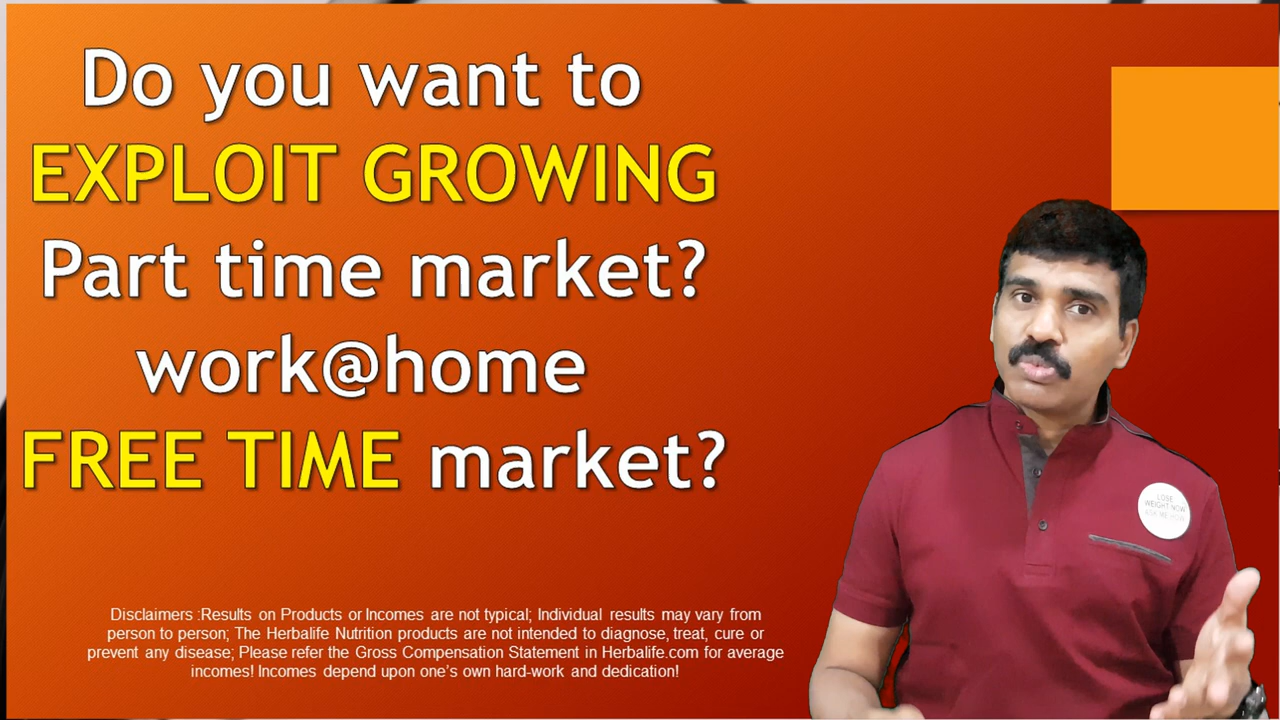 Do you want to
EXPLOIT GROWING
Part time market?
work@home
FREE TIME market?
LOSE
WEIGHT NOW
ASK ME HOW
Disclaimers :Results on Products or Incomes are not typical; Individual results may vary from
person to person; The Herbalife Nutrition products are not intended to diagnose, treat, cure or
prevent any disease; Please refer the Gross Compensation Statement in Herbalife.com for average
incomes! Incomes depend upon one's own hard-work and dedication!